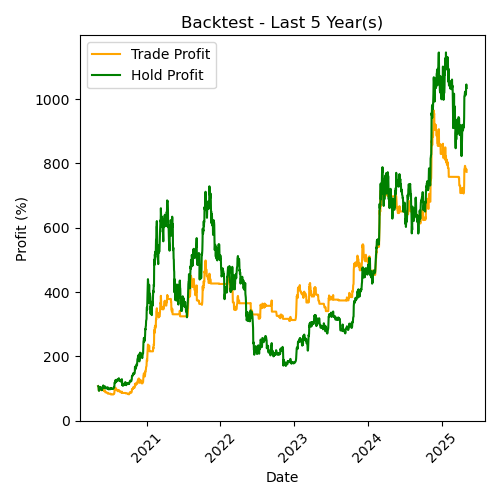 Backtest - Last 5 Year(s)
Trade Profit
Hold Profit
Profit (%)
1000
800
600
400
200
0
2021
2022
2023
2024
2025
Date